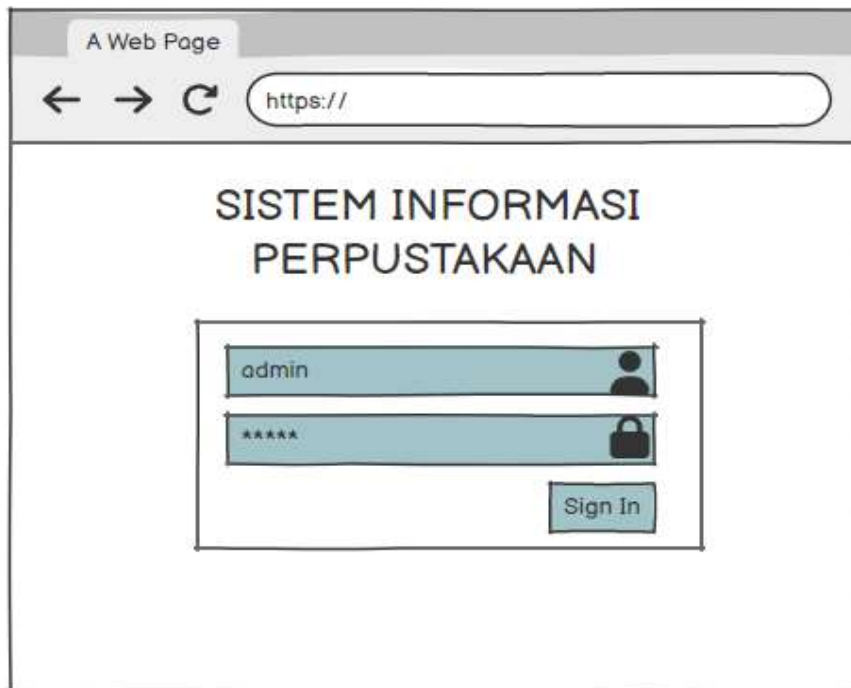 A Web Page
https://
SISTEM INFORMASI
PERPUSTAKAAN
admin
*****
Sign In